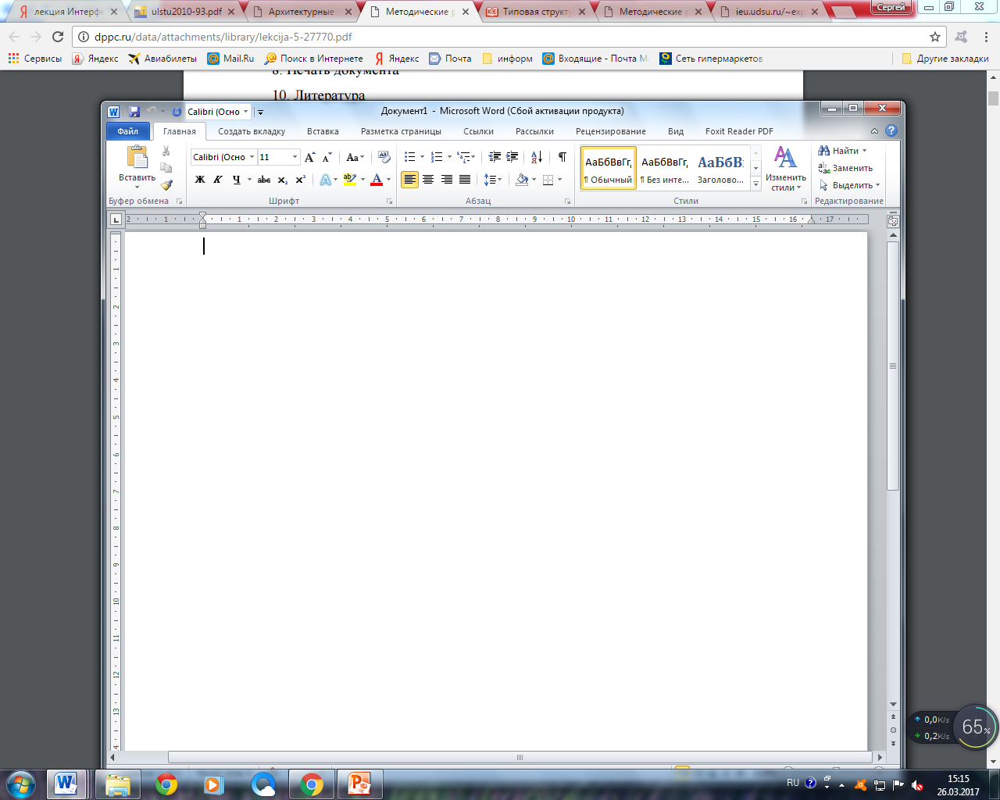 лекция Интерфе
ulstu2010-93.pdf
Архитектурные
Методические р
Типовая структу
Методические р
ieu.udsu.ru/~exp
Сергей
dppc.ru/data/attachments/library/lekcija-5-27770.pdf
Сервисы
Яндекс
Авиабилеты
Mail.Ru
Поиск в Интернете
Яндекс
Почта
информ
Входящие - Почта M
Сеть гипермаркетов
Другие закладки
8. Печать документа
10. Литература
Calibri (Осно
Документ1 - Microsoft Word (Сбой активации продукта)
Файл
Главная
Создать вкладку
Вставка
Разметка страницы
Ссылки
Рассылки
Рецензирование
Вид
Foxit Reader PDF
Вставить
Буфер обмена
Calibri (Осно
11
Aa
Ж К Ч abc x₂ x²
Шрифт
Абзац
АаБбВвГг,
¶ Обычный
АаБбВвГг,
¶ Без инте...
АаБбВ
Заголово...
Изменить
стили
Стили
Найти
Заменить
Выделить
Редактирование
2 1 1 2 3 4 5 6 7 8 9 10 11 12 13 14 15 16 17
1
2
3
4
5
6
7
8
9
10
11
12
13
0,0K/s
0,2K/s
65%
RU
15:15
26.03.2017